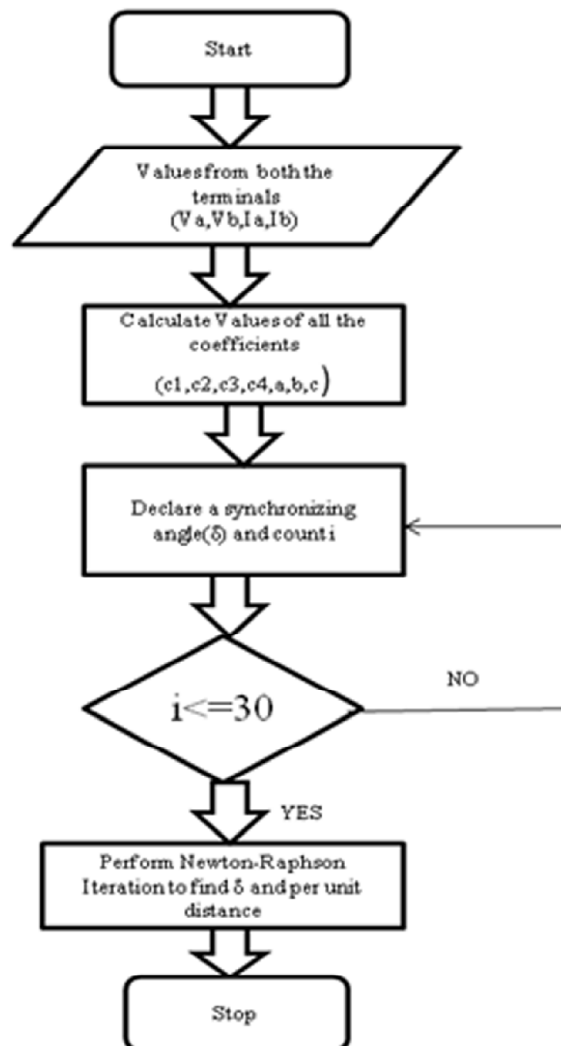 Start
Values from both the
terminals
(Va,Vb,Ia,Ib)
Calculate Values of all the
coefficients
(c1,c2,c3,c4,a,b,c)
Declare a synchronizing
angle(δ) and count i
i<=30
NO
YES
Perform Newton-Raphson
Iteration to find δ and per unit
distance
Stop